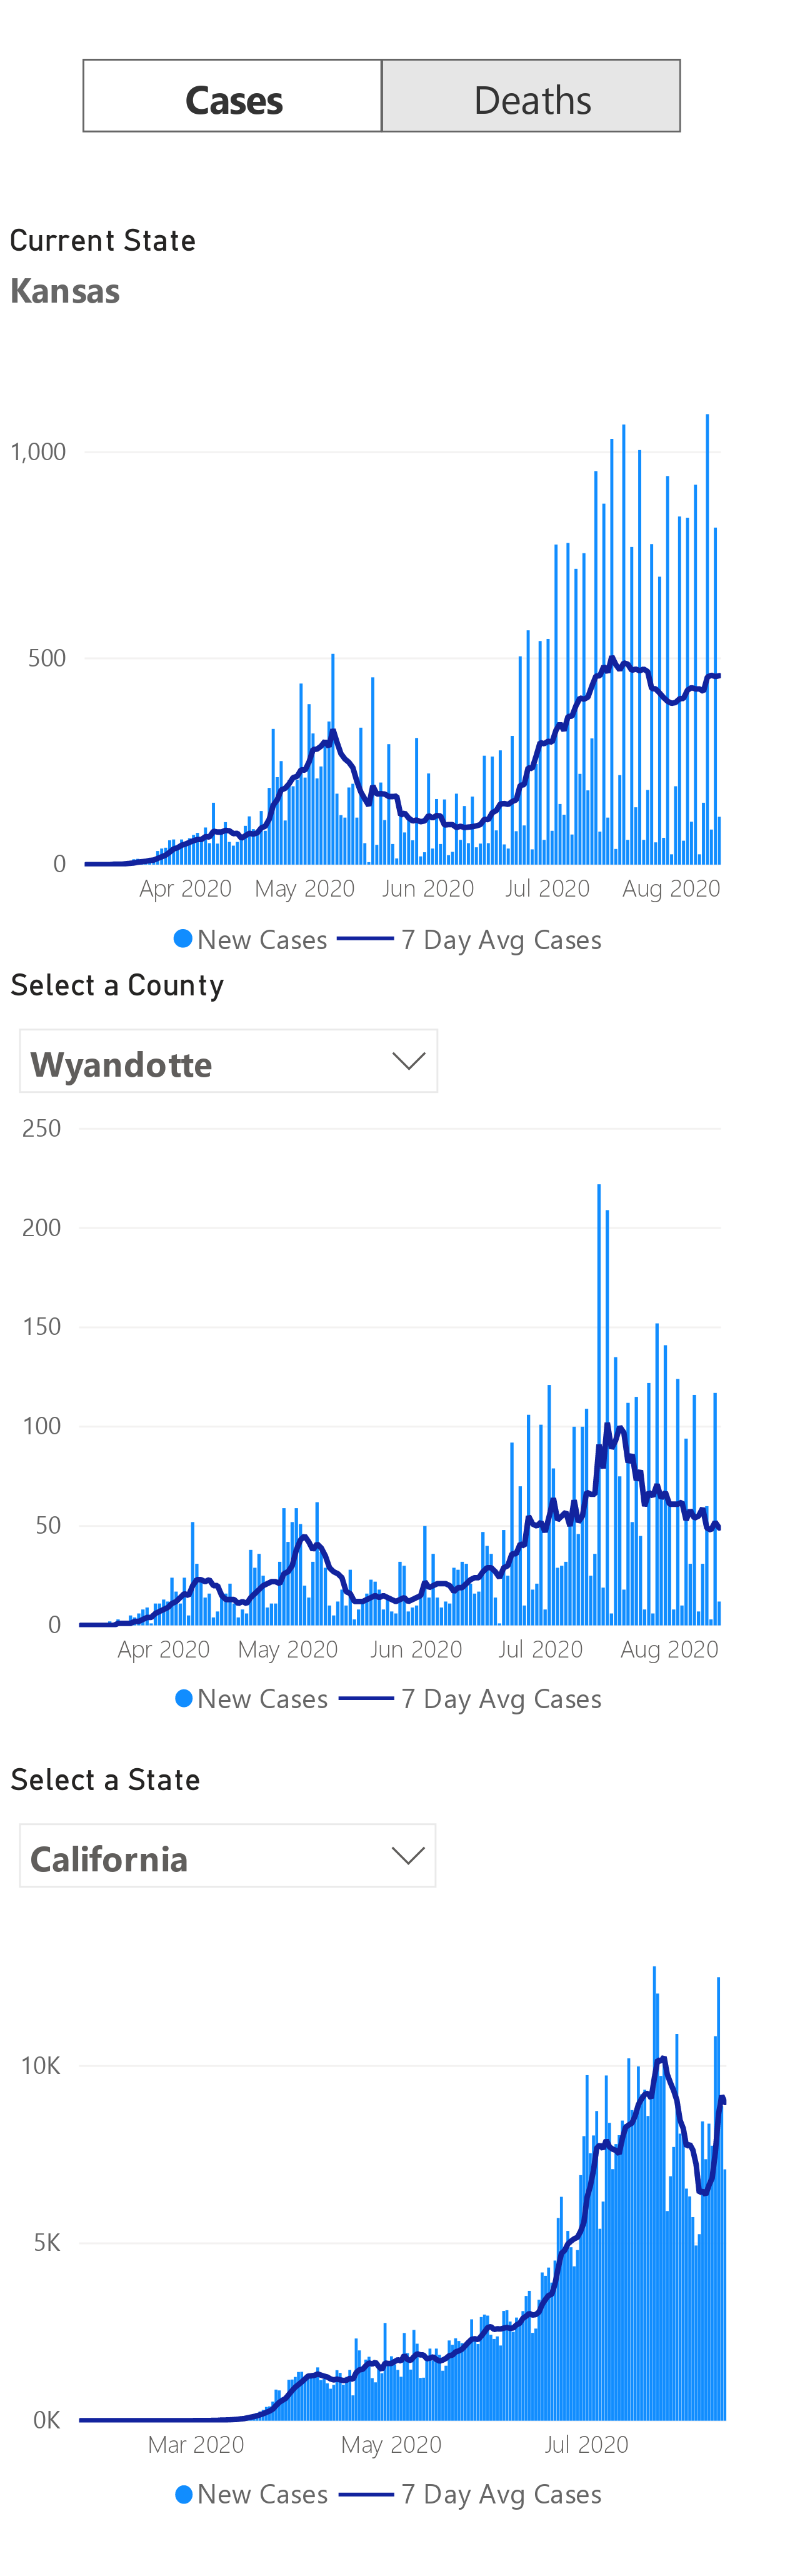 Cases Deaths
Current State
Kansas
1,000
500
0
Apr 2020 May 2020 Jun 2020 Jul 2020 Aug 2020
New Cases 7 Day Avg Cases
Select a County
Wyandotte
250
200
150
100
50
0
Apr 2020 May 2020 Jun 2020 Jul 2020 Aug 2020
New Cases 7 Day Avg Cases
Select a State
California
10K
5K
0K
Mar 2020 May 2020 Jul 2020
New Cases 7 Day Avg Cases